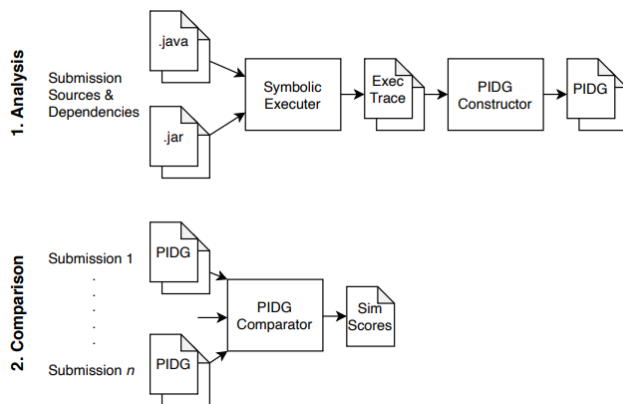 1. Analysis
Submission
Sources &
Dependencies
.java
.jar
Symbolic
Executer
Exec
Trace
PIDG
Constructor
PIDG
2. Comparison
Submission 1
.
.
.
.
.
Submission n
PIDG
PIDG
PIDG
Comparator
Sim
Scores